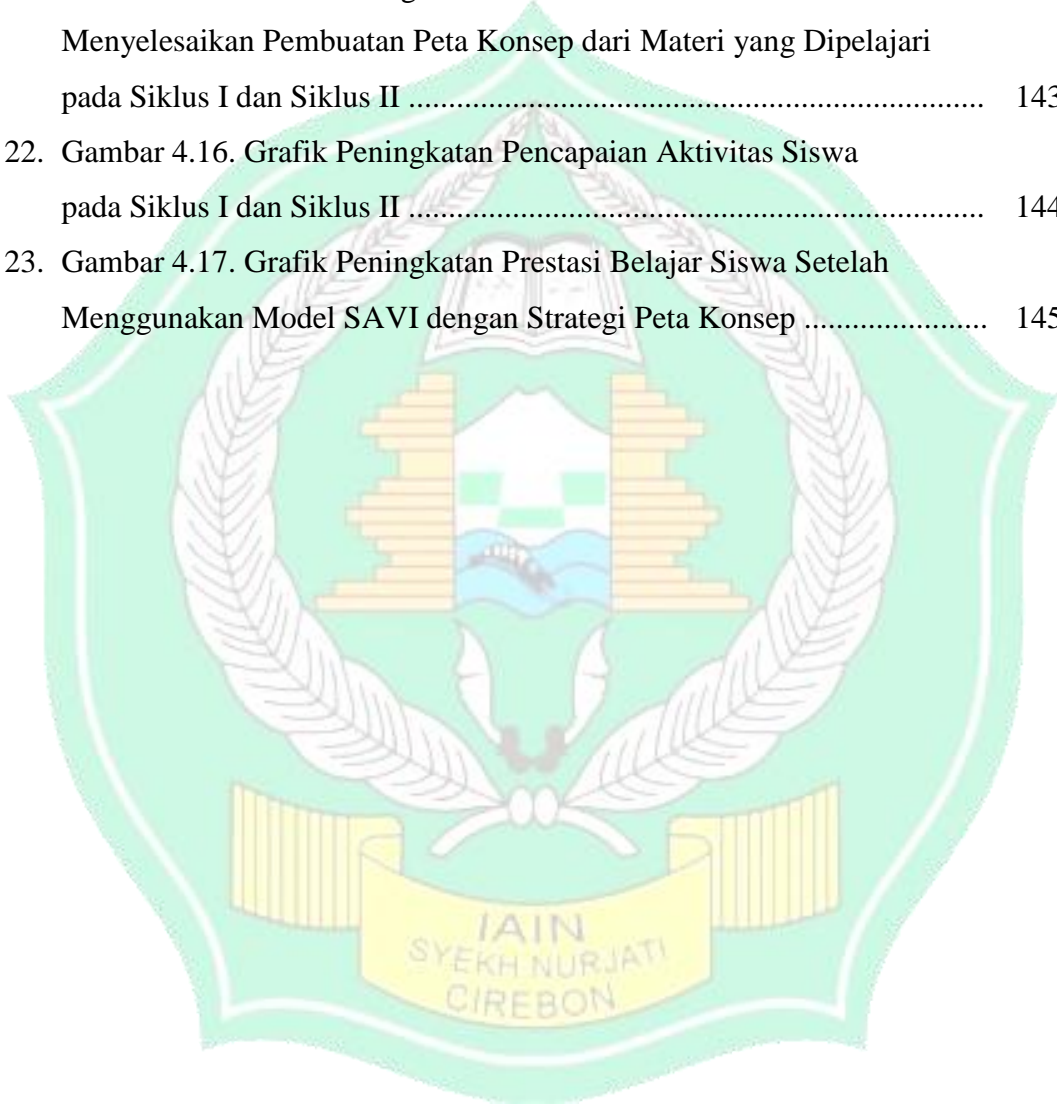 Menyelesaikan Pembuatan Peta Konsep dari Materi yang Dipelajari
pada Siklus I dan Siklus II ........................................................................ 143
22. Gambar 4.16. Grafik Peningkatan Pencapaian Aktivitas Siswa
pada Siklus I dan Siklus II ........................................................................ 144
23. Gambar 4.17. Grafik Peningkatan Prestasi Belajar Siswa Setelah
Menggunakan Model SAVI dengan Strategi Peta Konsep ....................... 145
IAIN
SYEKH NURJATI
CIREBON